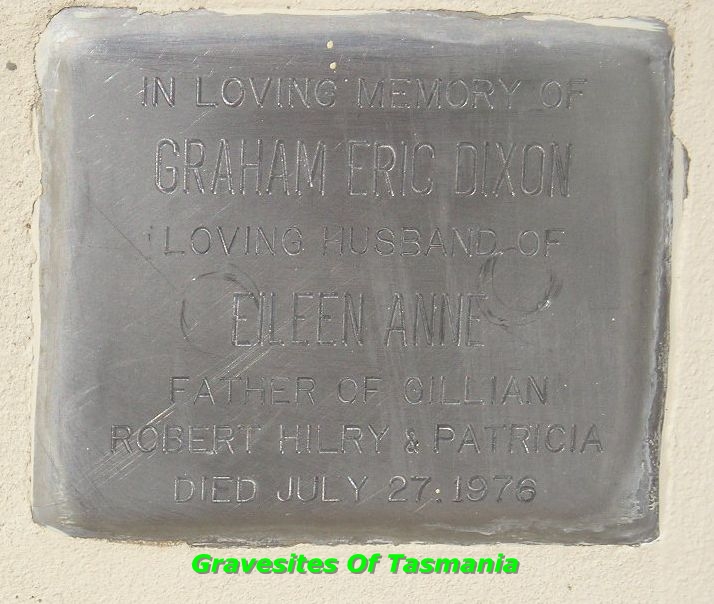 IN LOVING MEMORY OF
GRAHAM ERIC DIXON
LOVING HUSBAND OF
EILEEN ANNE
FATHER OF GILLIAN
ROBERT HILRY & PATRICIA
DIED JULY 27. 1976
Gravesites Of Tasmania